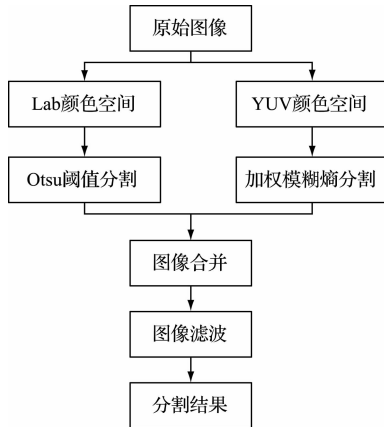 原始图像
Lab颜色空间
YUV颜色空间
Otsu阈值分割
加权模糊熵分割
图像合并
图像滤波
分割结果